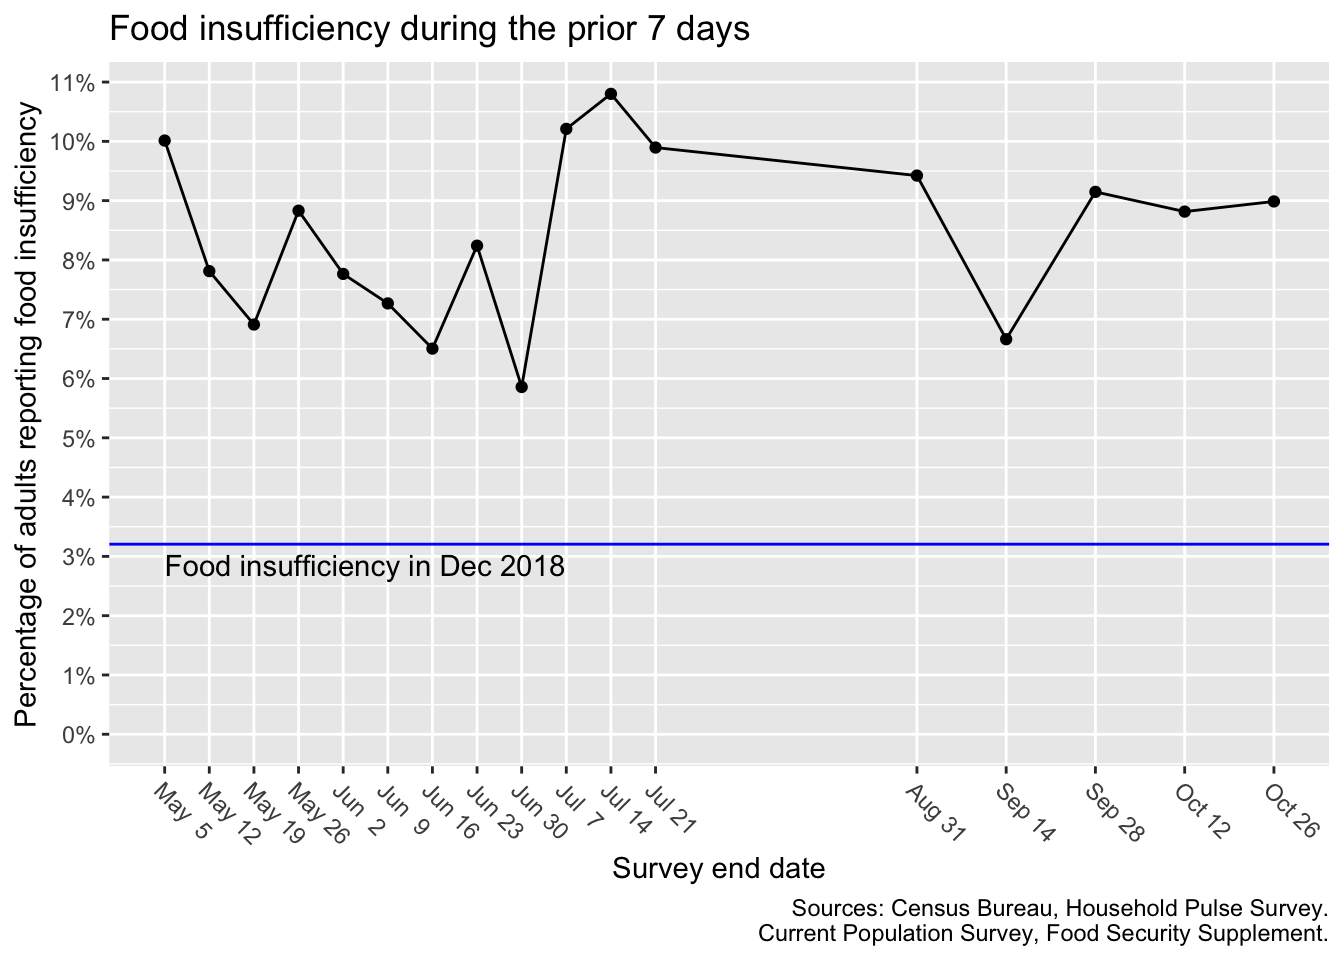 Food insufficiency during the prior 7 days
Percentage of adults reporting food insufficiency
11%
10%
9%
8%
7%
6%
5%
4%
3%
2%
1%
0%
Food insufficiency in Dec 2018
May 5
May 12
May 19
May 26
Jun 2
Jun 9
Jun 16
Jun 23
Jun 30
Jul 7
Jul 14
Jul 21
Aug 31
Sep 14
Sep 28
Oct 12
Oct 26
Survey end date
Sources: Census Bureau, Household Pulse Survey.
Current Population Survey, Food Security Supplement.